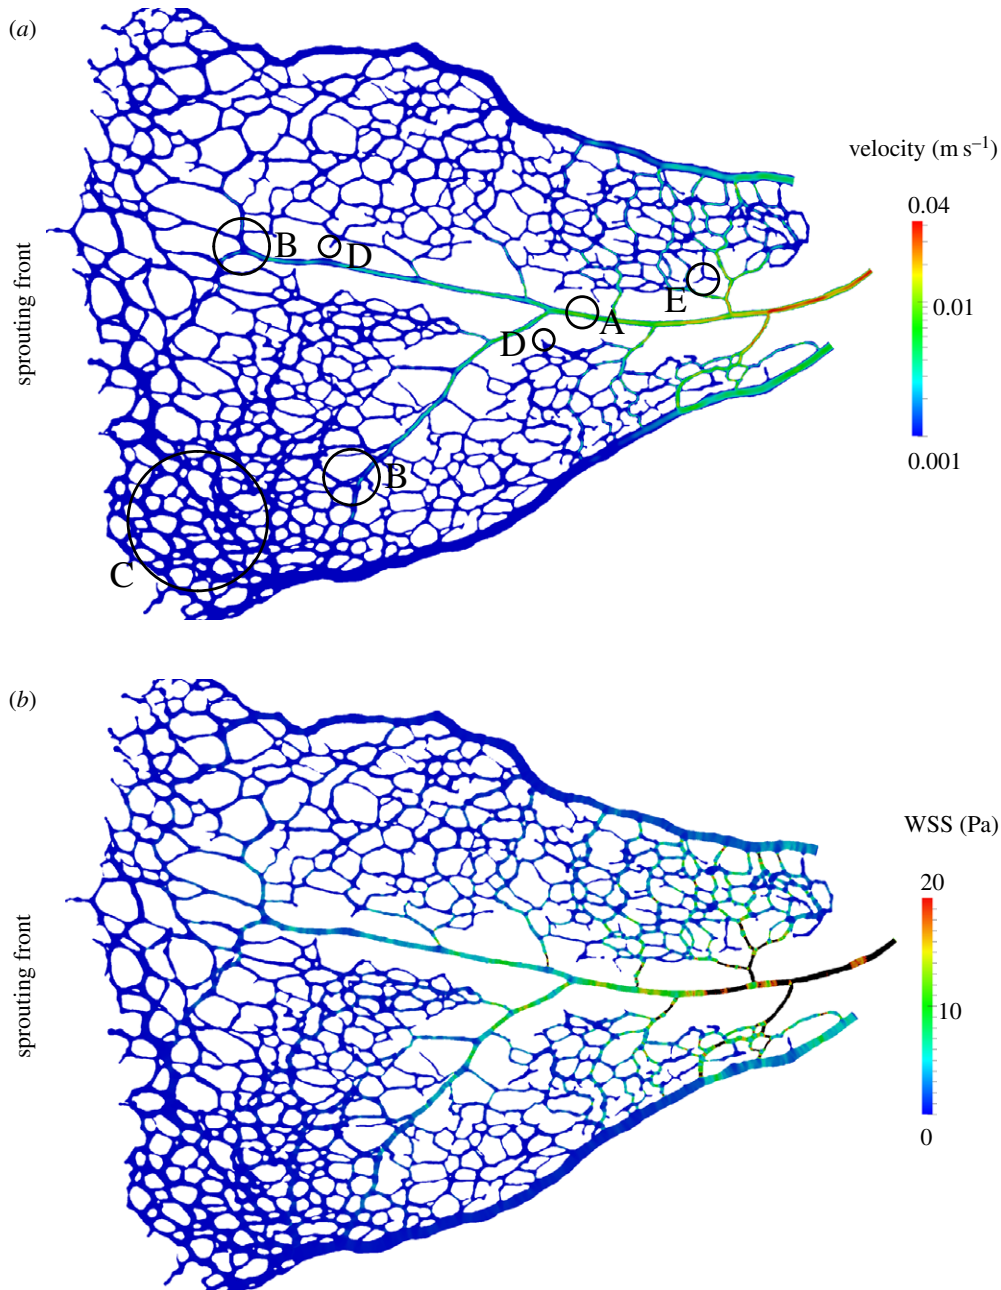 (a)
velocity (m s⁻¹)
0.04
0.01
0.001
sprouting front
B
D
E
A
D
B
C
(b)
WSS (Pa)
20
10
0
sprouting front